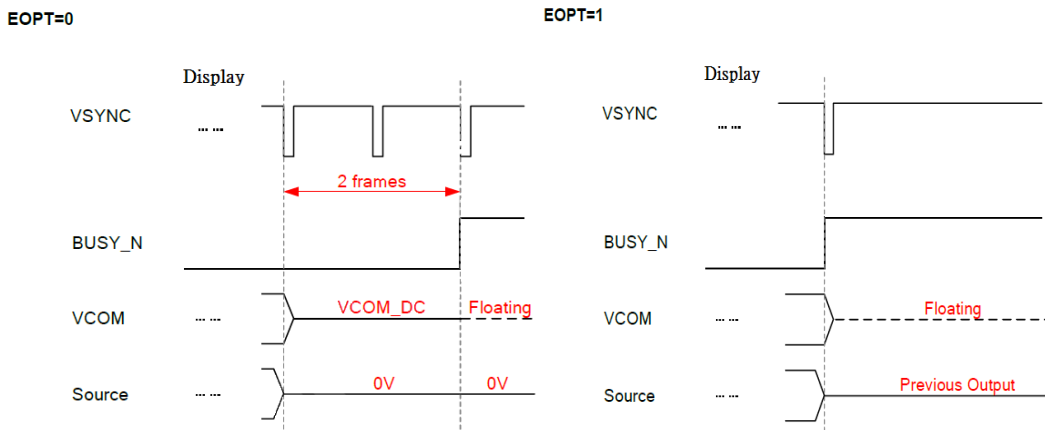 EOPT=0
Display
VSYNC
... ...
2 frames
BUSY_N
VCOM
... ...
VCOM_DC
Floating
Source
... ...
0V
0V
EOPT=1
Display
VSYNC
... ...
BUSY_N
VCOM
... ...
Floating
Source
... ...
Previous Output